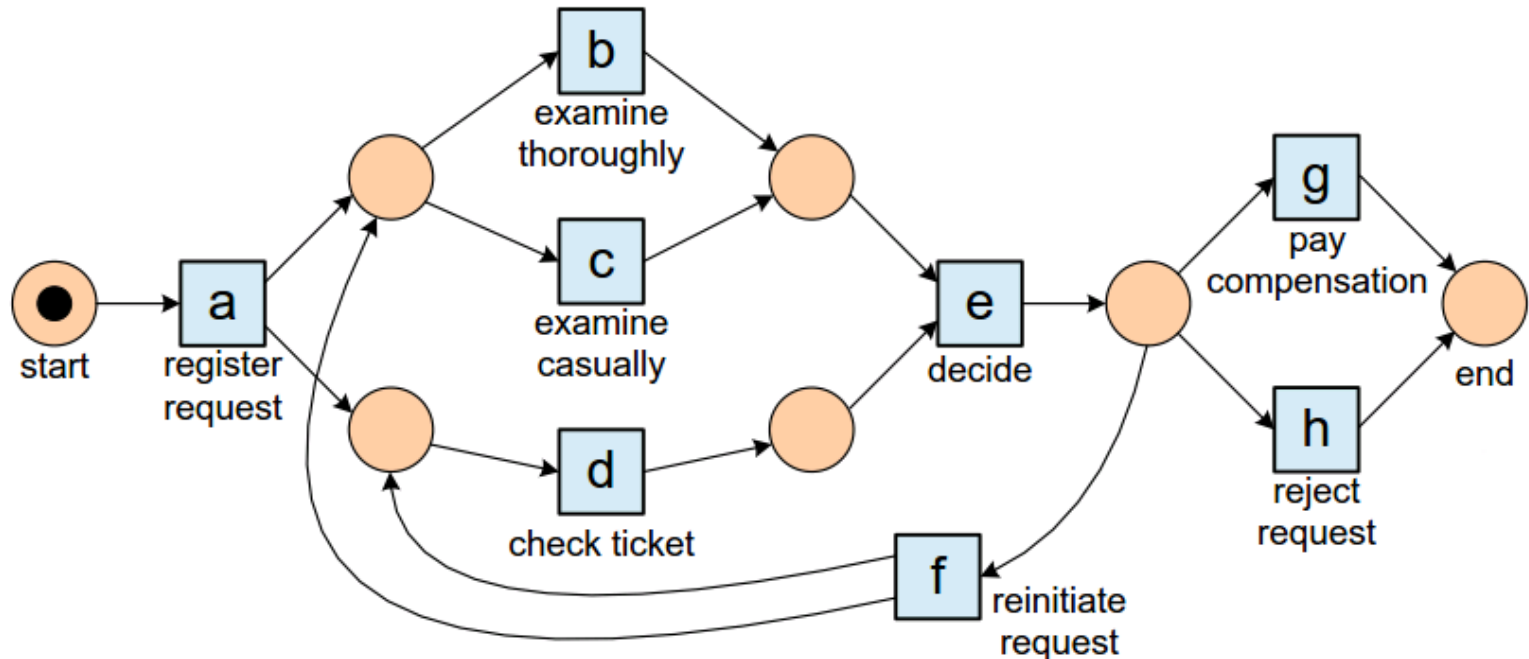 b
examine
thoroughly
c
examine
casually
d
check ticket
start
a
register
request
e
decide
f
reinitiate
request
g
pay
compensation
h
reject
request
end